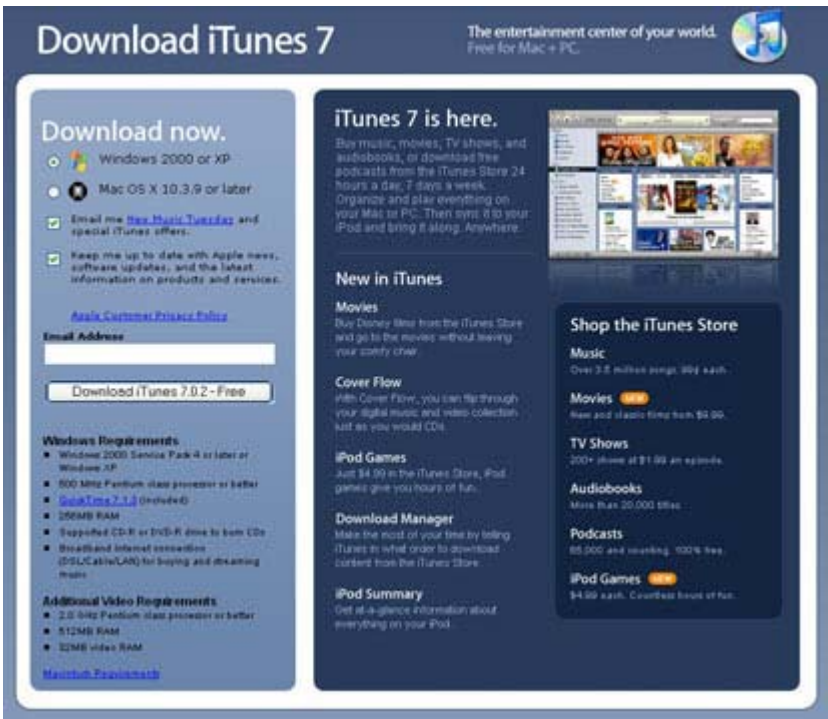 Download iTunes 7
The entertainment center of your world.
Free for Mac + PC.
Download now.
Windows 2000 or XP
Mac OS X 10.3.9 or later
Email me New Music Tuesday and
special iTunes offers.
Keep me up to date with Apple news,
software updates, and the latest
information on products and services.
Apple Customer Privacy Policy
Email Address
Download iTunes 7.0.2 - Free
Windows Requirements
Windows 2000 Service Pack 4 or later or
Windows XP
500 MHz Pentium class processor or better
QuickTime 7.1.3 (included)
256MB RAM
Supported CD-R or DVD-R drive to burn CDs
Broadband Internet connection
(DSL/Cable/LAN) for buying and streaming
music
Additional Video Requirements
2.0 GHz Pentium class processor or better
512MB RAM
32MB video RAM
Macintosh Requirements
iTunes 7 is here.
Buy music, movies, TV shows, and
audiobooks, or download free
podcasts from the iTunes Store 24
hours a day, 7 days a week.
Organize and play everything on
your Mac or PC. Then sync it to your
iPod and bring it along. Anywhere.
New in iTunes
Movies
Buy Disney films from the iTunes Store
and go to the movies without leaving
your comfy chair.
Cover Flow
With Cover Flow, you can flip through
your digital music and video collection
just as you would CDs.
iPod Games
Just $4.99 in the iTunes Store, iPod
games give you hours of fun.
Download Manager
Make the most of your time by telling
iTunes in what order to download
content from the iTunes Store.
iPod Summary
Get at-a-glance information about
everything on your iPod.
Shop the iTunes Store
Music
Over 3.5 million songs. 99¢ each.
Movies NEW
New and classic films from $9.99.
TV Shows
200+ shows at $1.99 an episode.
Audiobooks
More than 20,000 titles.
Podcasts
65,000 and counting. 100% free.
iPod Games NEW
$4.99 each. Countless hours of fun.